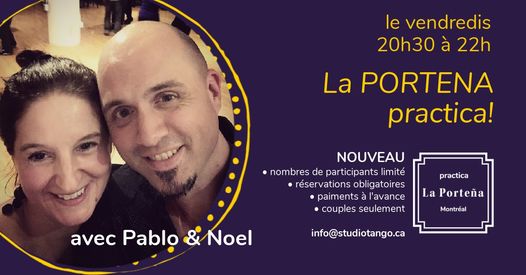 le vendredis
20h30 à 22h
La PORTENA
practica!
NOUVEAU
• nombres de participants limité
• réservations obligatoires
• paiments à l'avance
• couples seulement
info@studiotango.ca
practica
La Porteña
Montréal
avec Pablo & Noel